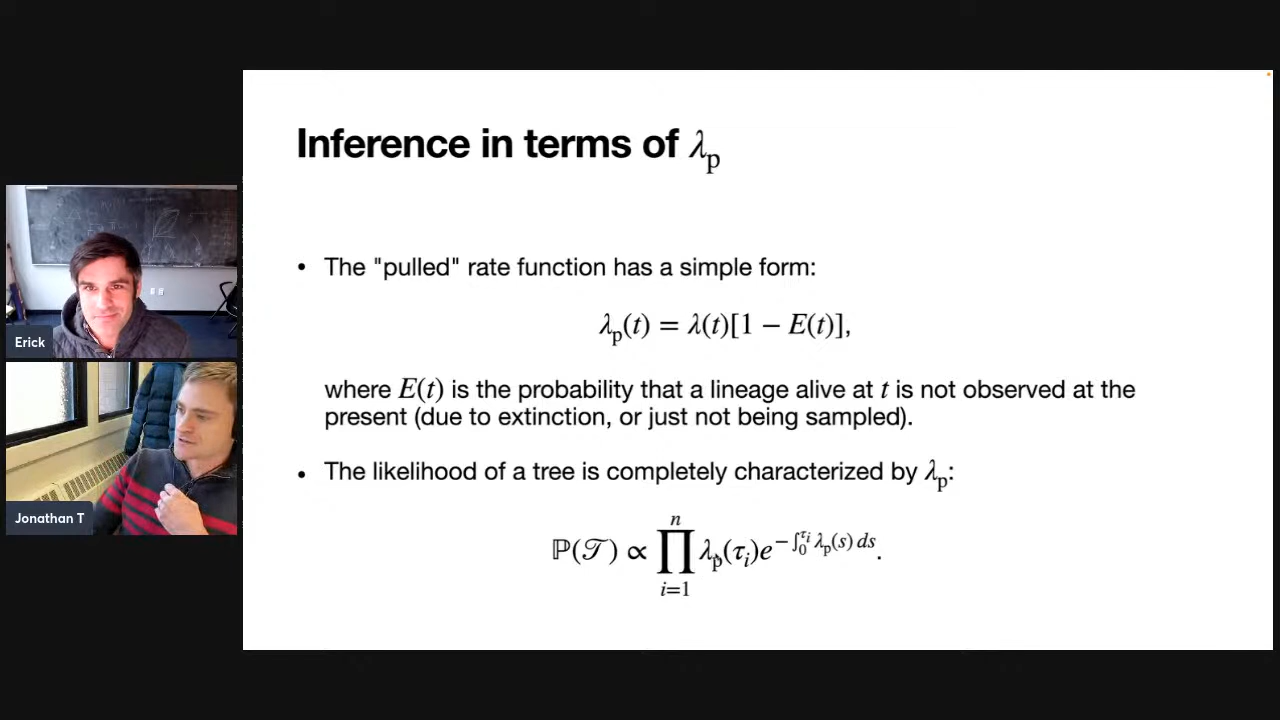 Inference in terms of λₚ
• The "pulled" rate function has a simple form:
λₚ(t) = λ(t)[1 − E(t)],
where E(t) is the probability that a lineage alive at t is not observed at the
present (due to extinction, or just not being sampled).
• The likelihood of a tree is completely characterized by λₚ:
ℙ(𝒯) ∝ ∏_{i=1}^{n} λₚ(τᵢ)e^{−∫_0^{τᵢ} λₚ(s) ds}.
Erick
Jonathan T